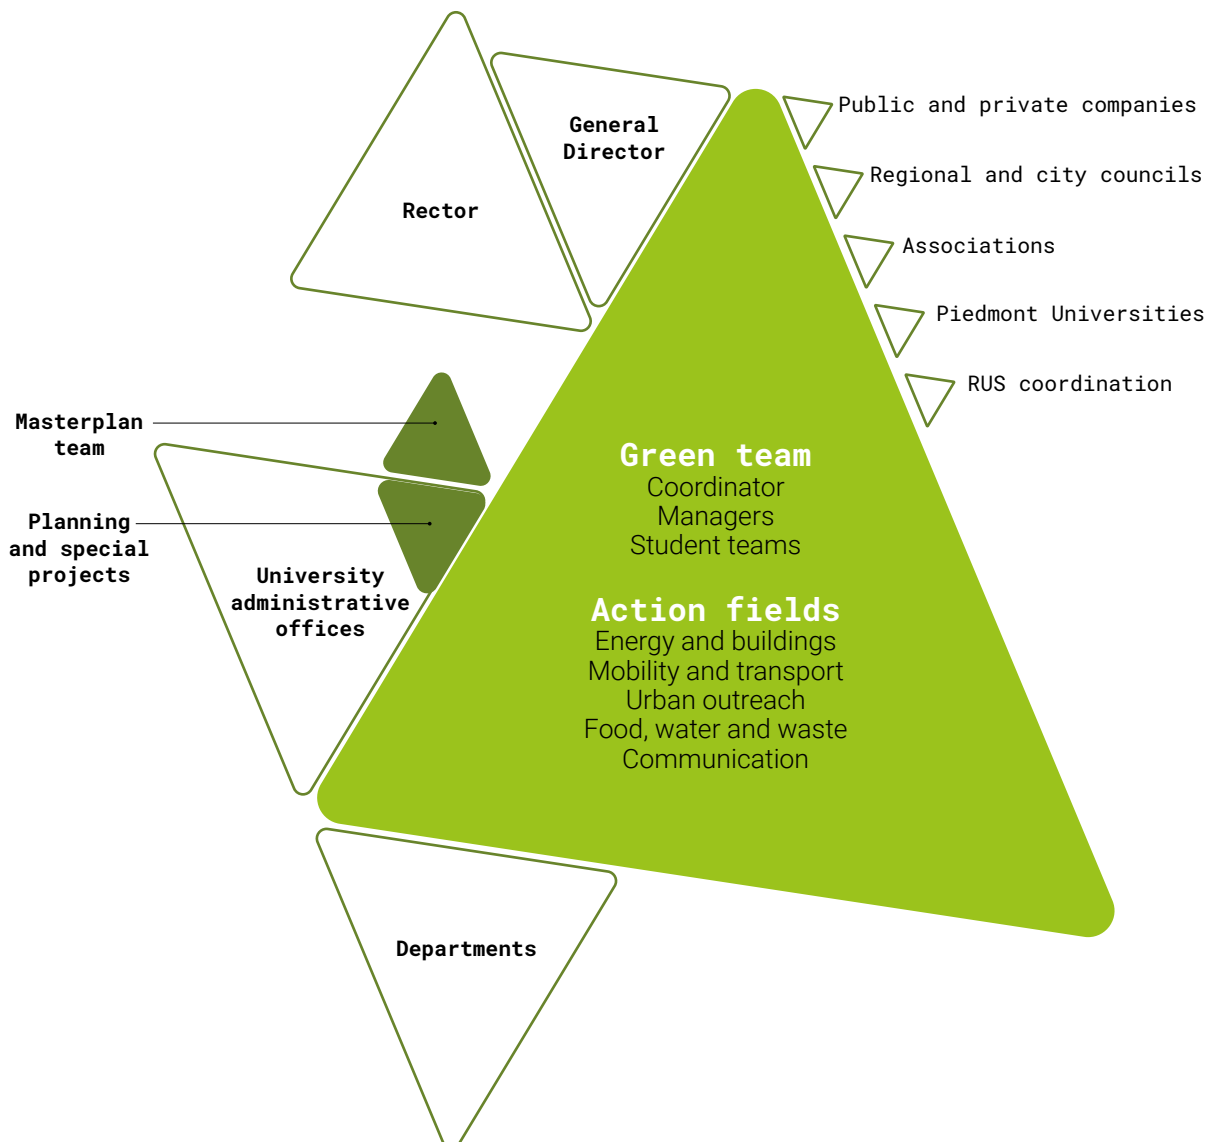 General
Director
Rector
Public and private companies
Regional and city councils
Associations
Piedmont Universities
RUS coordination
Masterplan
team
Planning
and special
projects
University
administrative
offices
Green team
Coordinator
Managers
Student teams
Action fields
Energy and buildings
Mobility and transport
Urban outreach
Food, water and waste
Communication
Departments